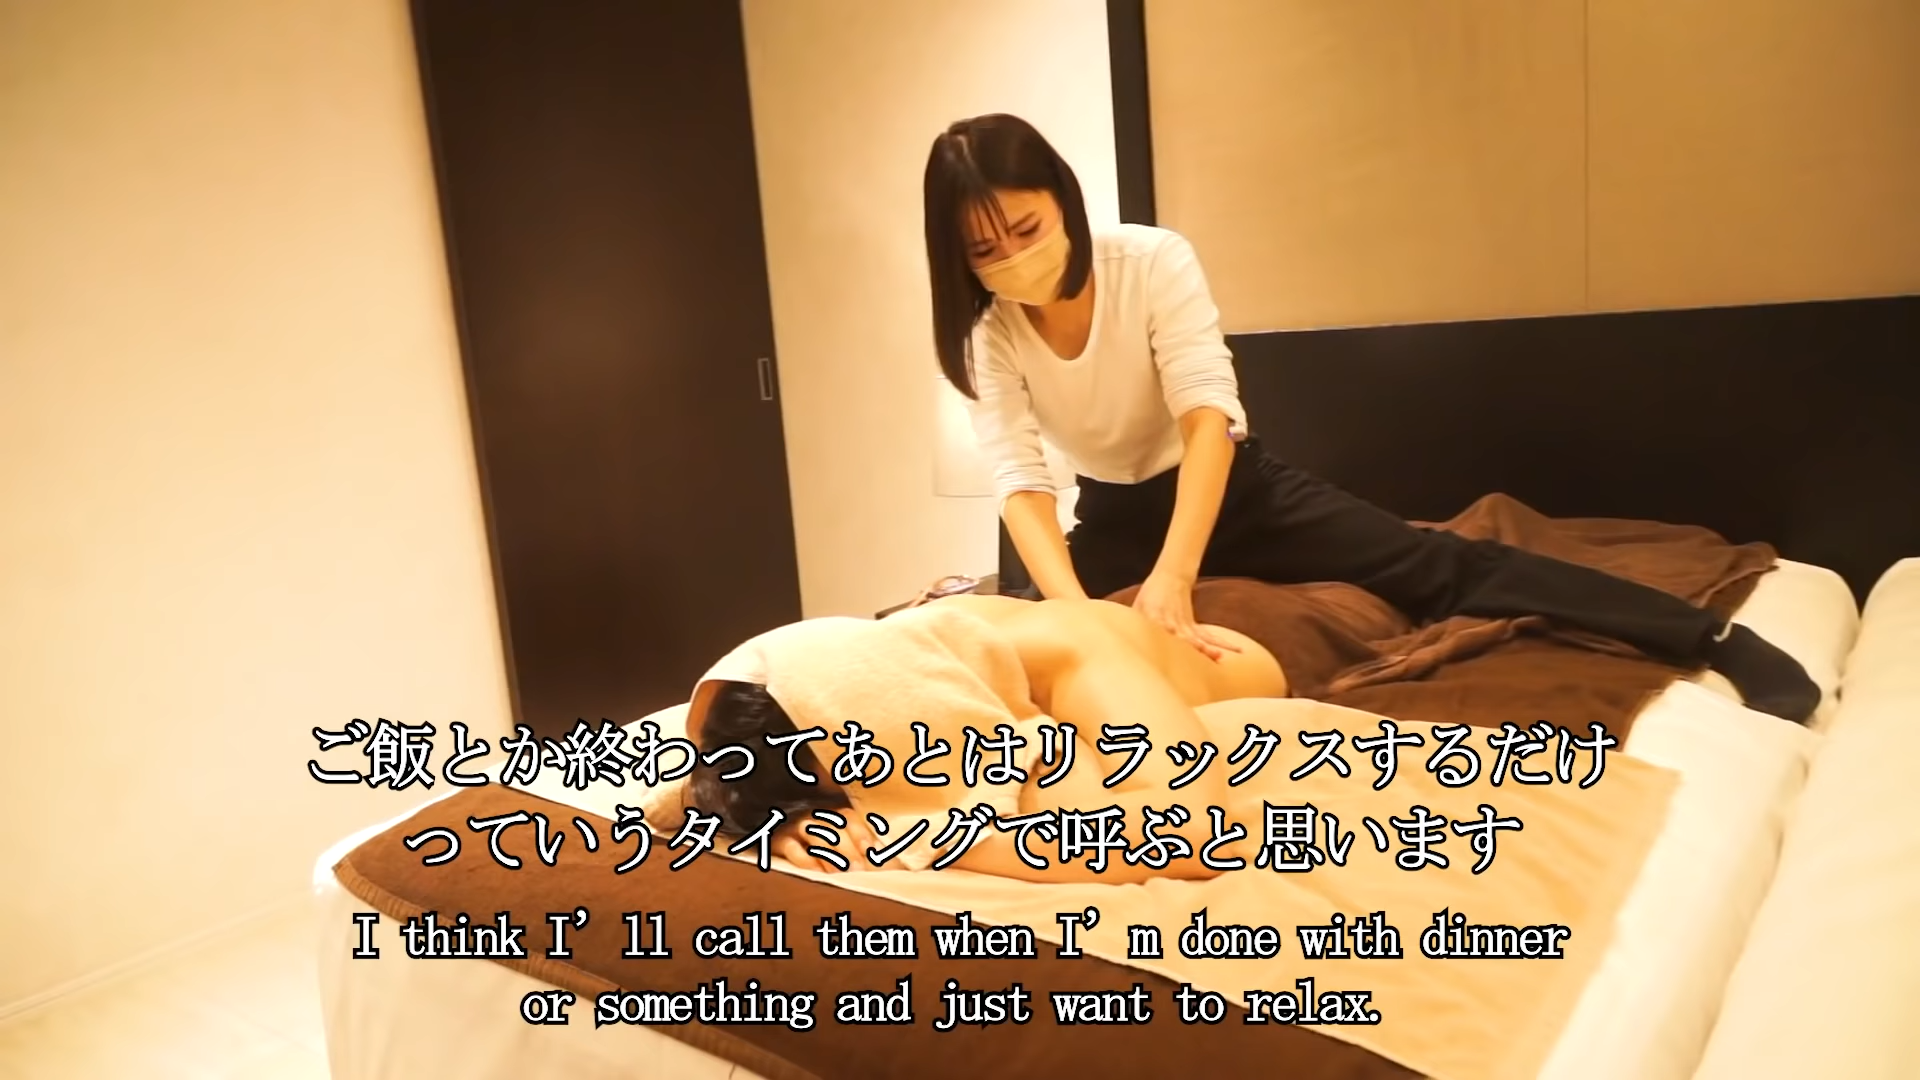 ご飯とか終わってあとはリラックスするだけ
っていうタイミングで呼ぶと思います
I think I’ll call them when I’m done with dinner
or something and just want to relax.